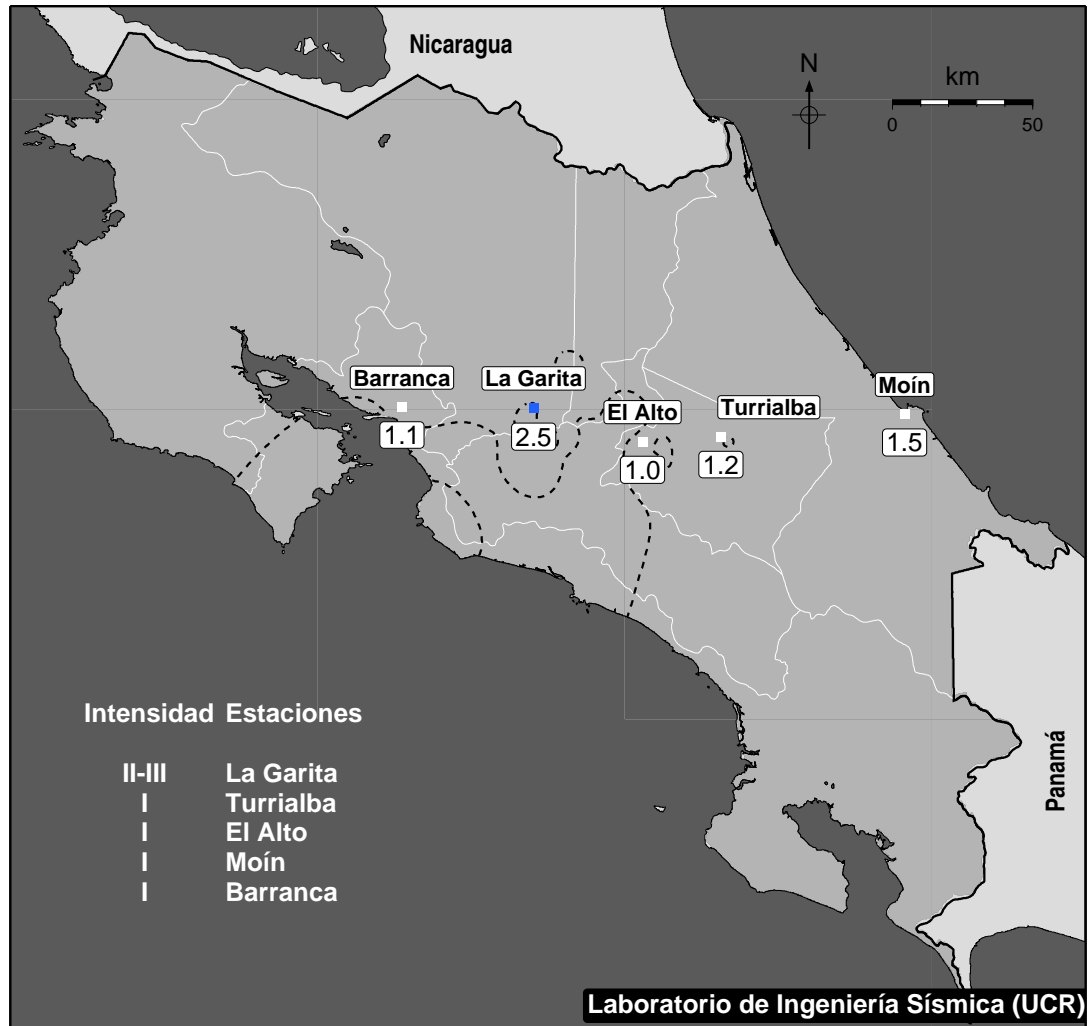 Nicaragua
N
km
0 50
Barranca
La Garita
El Alto
Turrialba
Moín
1.1
2.5
1.0
1.2
1.5
Intensidad Estaciones
II-III La Garita
I Turrialba
I El Alto
I Moín
I Barranca
Panamá
Laboratorio de Ingeniería Sísmica (UCR)